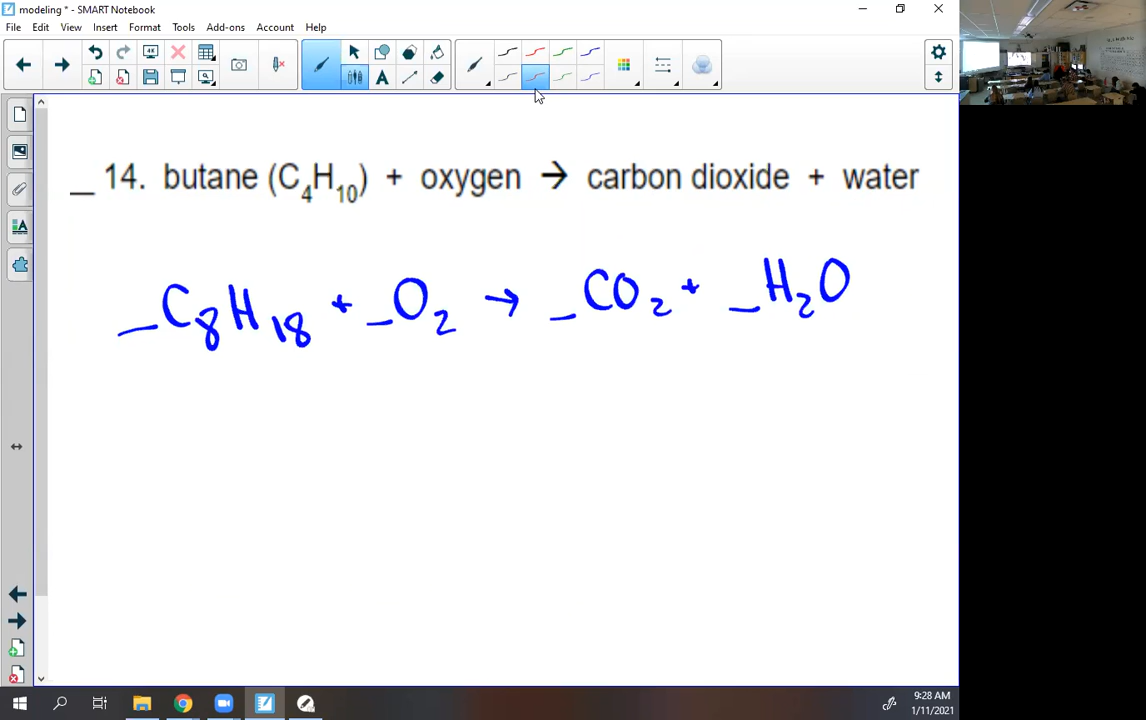 modeling * - SMART Notebook
File Edit View Insert Format Tools Add-ons Account Help
__ 14. butane (C₄H₁₀) + oxygen → carbon dioxide + water
_C₈H₁₈ + _O₂ → _CO₂ + _H₂O
9:28 AM
1/11/2021